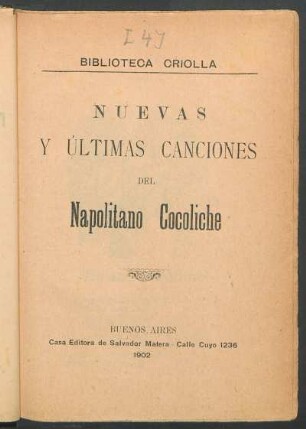 I 47
BIBLIOTECA CRIOLLA
NUEVAS
Y ÚLTIMAS CANCIONES
DEL
Napolitano Cocoliche
BUENOS AIRES
Casa Editora de Salvador Matera - Calle Cuyo 1236
1902